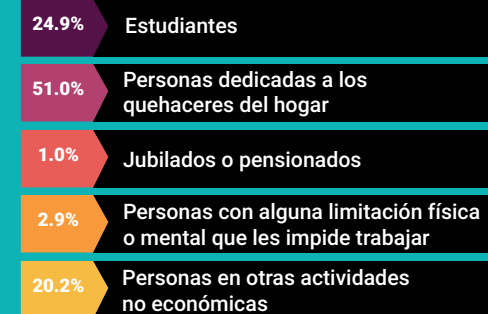 24.9% Estudiantes
51.0% Personas dedicadas a los
quehaceres del hogar
1.0% Jubilados o pensionados
2.9% Personas con alguna limitación física
o mental que les impide trabajar
20.2% Personas en otras actividades
no económicas